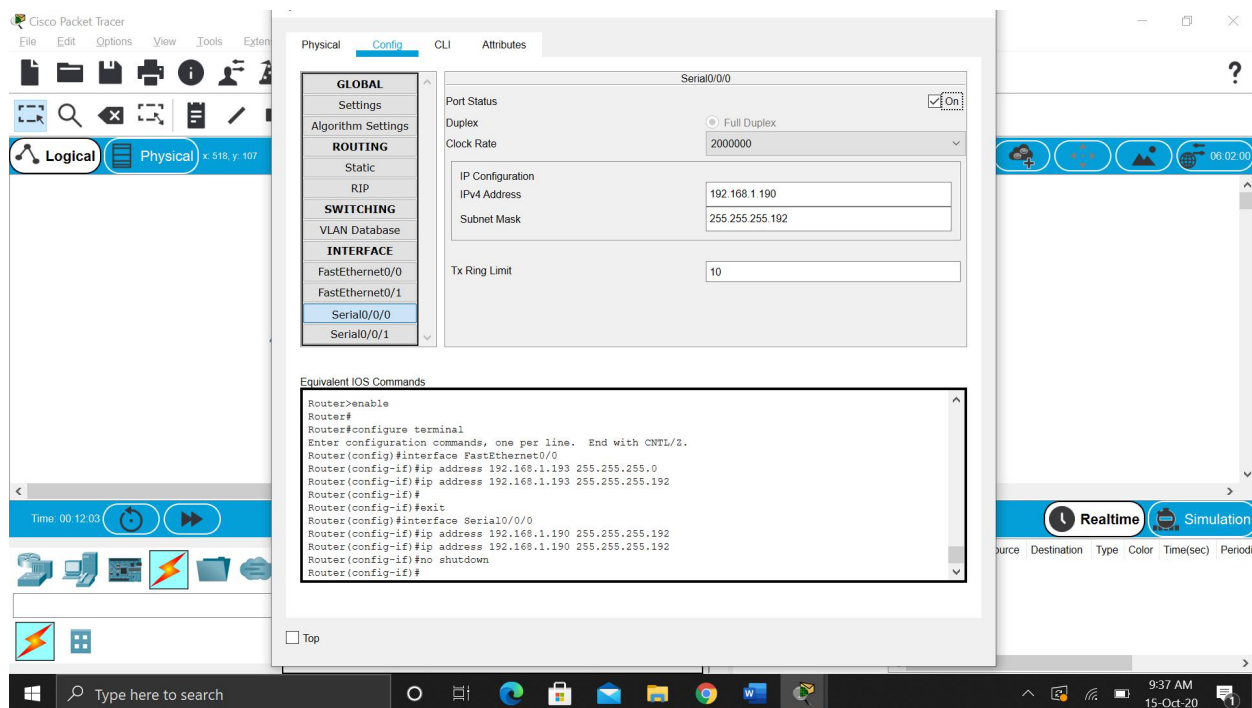 Cisco Packet Tracer
File Edit Options View Tools Exten
Physical Config CLI Attributes
?
Logical
Physical x: 518, y: 107
06:02:00
GLOBAL
Settings
Algorithm Settings
ROUTING
Static
RIP
SWITCHING
VLAN Database
INTERFACE
FastEthernet0/0
FastEthernet0/1
Serial0/0/0
Serial0/0/1
Serial0/0/0
Port Status On
Duplex Full Duplex
Clock Rate 2000000
IP Configuration
IPv4 Address 192.168.1.190
Subnet Mask 255.255.255.192
Tx Ring Limit 10
Equivalent IOS Commands
Router>enable
Router#
Router#configure terminal
Enter configuration commands, one per line. End with CNTL/Z.
Router(config)#interface FastEthernet0/0
Router(config-if)#ip address 192.168.1.193 255.255.255.0
Router(config-if)#ip address 192.168.1.193 255.255.255.192
Router(config-if)#
Router(config-if)#exit
Router(config)#interface Serial0/0/0
Router(config-if)#ip address 192.168.1.190 255.255.255.192
Router(config-if)#ip address 192.168.1.190 255.255.255.192
Router(config-if)#no shutdown
Router(config-if)#
Top
Time: 00:12:03
Realtime Simulation
ource Destination Type Color Time(sec) Periodi
Type here to search
9:37 AM
15-Oct-20
1